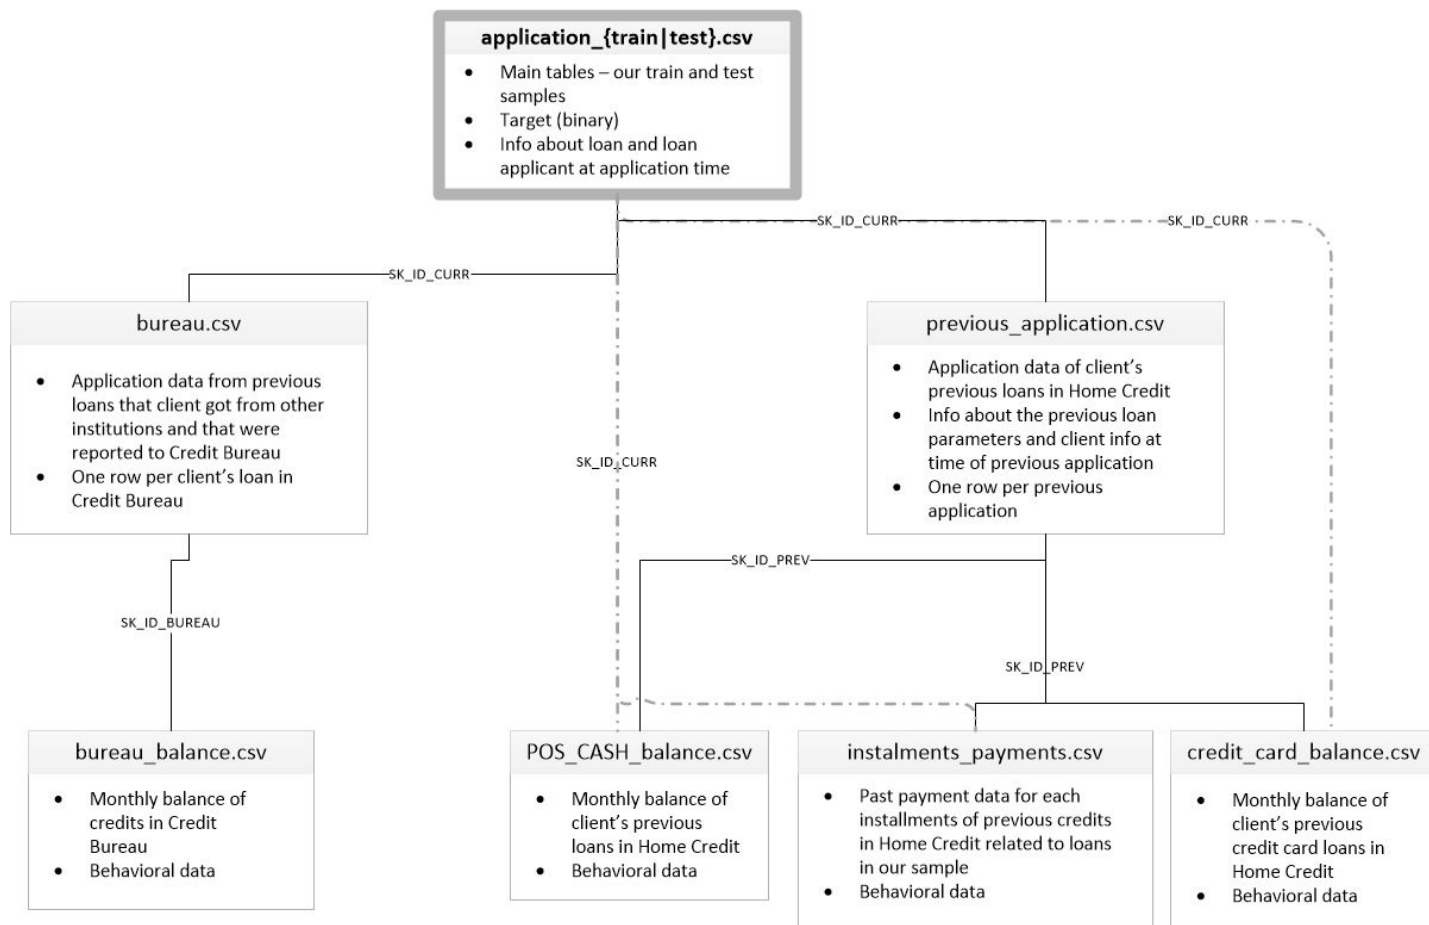 application_{train|test}.csv
• Main tables – our train and test
samples
• Target (binary)
• Info about loan and loan
applicant at application time
SK_ID_CURR
SK_ID_CURR
SK_ID_CURR
bureau.csv
• Application data from previous
loans that client got from other
institutions and that were
reported to Credit Bureau
• One row per client’s loan in
Credit Bureau
previous_application.csv
• Application data of client’s
previous loans in Home Credit
• Info about the previous loan
parameters and client info at
time of previous application
• One row per previous
application
SK_ID_CURR
SK_ID_PREV
SK_ID_BUREAU
SK_ID_PREV
bureau_balance.csv
• Monthly balance of
credits in Credit
Bureau
• Behavioral data
POS_CASH_balance.csv
• Monthly balance of
client’s previous
loans in Home Credit
• Behavioral data
instalments_payments.csv
• Past payment data for each
installments of previous credits
in Home Credit related to loans
in our sample
• Behavioral data
credit_card_balance.csv
• Monthly balance of
client’s previous
credit card loans in
Home Credit
• Behavioral data